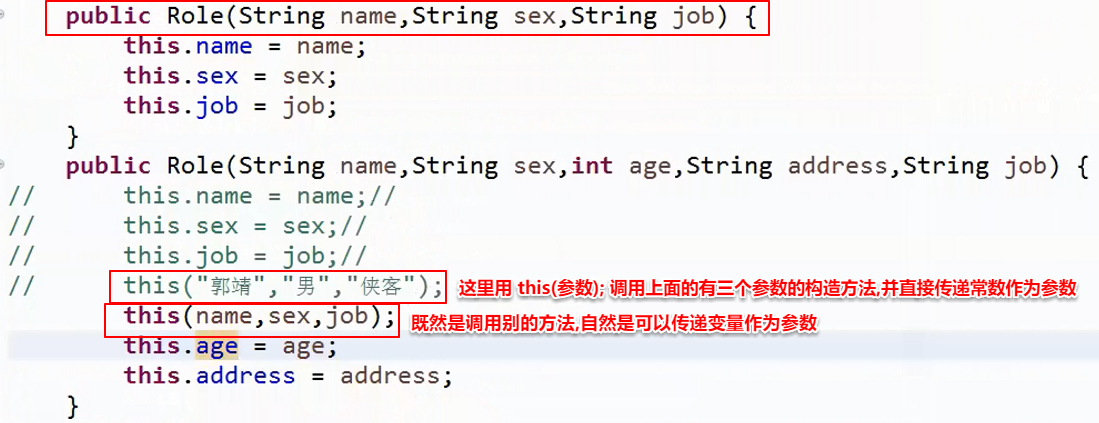 public Role(String name,String sex,String job) {
this.name = name;
this.sex = sex;
this.job = job;
}
public Role(String name,String sex,int age,String address,String job) {
// this.name = name;//
// this.sex = sex;//
// this.job = job;//
// this("郭靖","男","侠客"); 这里用 this(参数); 调用上面的有三个参数的构造方法,并直接传递常数作为参数
this(name,sex,job); 既然是调用别的方法,自然是可以传递变量作为参数
this.age = age;
this.address = address;
}